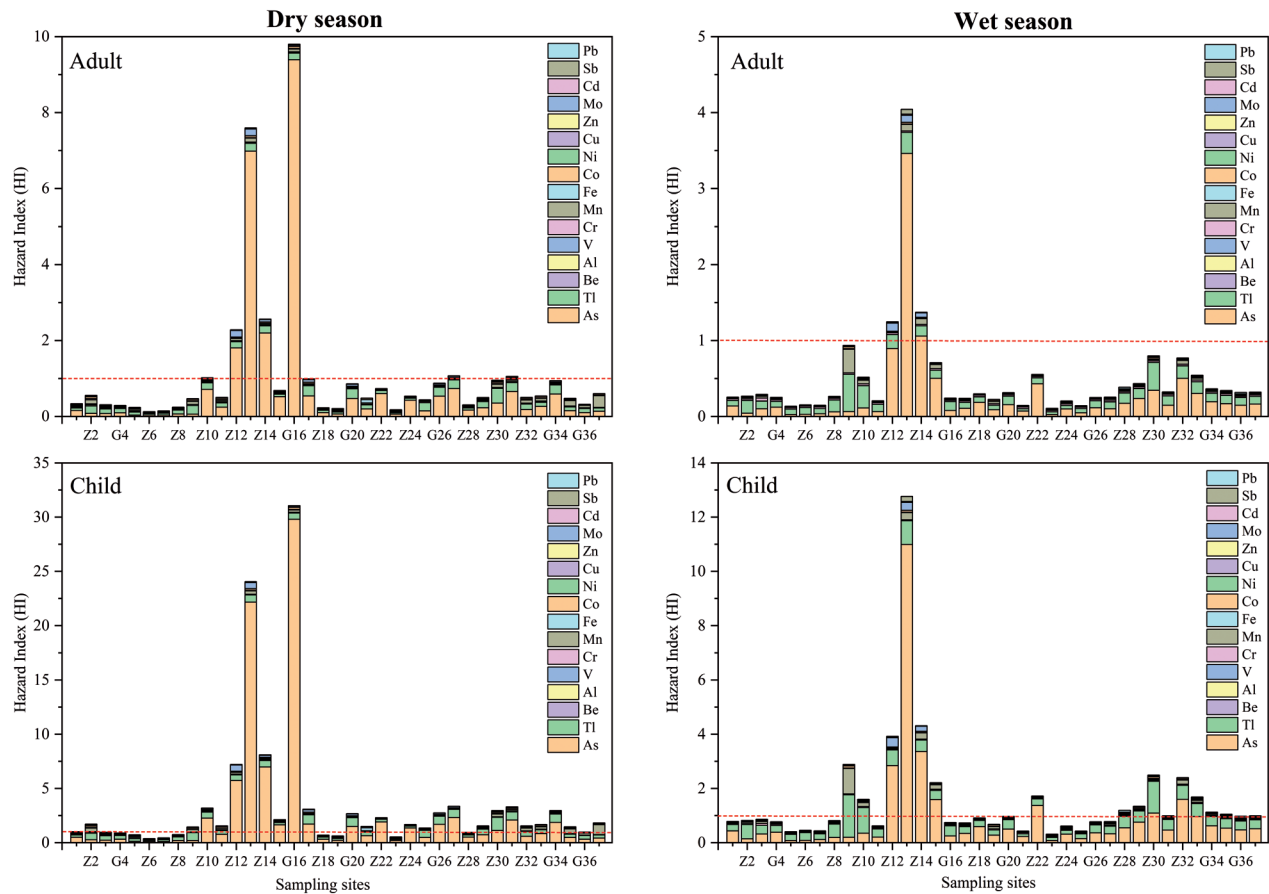 Dry season
Wet season
Adult
Hazard Index (HI)
10
8
6
4
2
0
Pb
Sb
Cd
Mo
Zn
Cu
Ni
Co
Fe
Mn
Cr
V
Al
Be
Tl
As
Z2 G4 Z6 Z8 Z10 Z12 Z14 G16 Z18 G20 Z22 Z24 G26 Z28 Z30 Z32 G34 G36
Adult
Hazard Index (HI)
5
4
3
2
1
0
Pb
Sb
Cd
Mo
Zn
Cu
Ni
Co
Fe
Mn
Cr
V
Al
Be
Tl
As
Z2 G4 Z6 Z8 Z10 Z12 Z14 G16 Z18 G20 Z22 Z24 G26 Z28 Z30 Z32 G34 G36
Child
Hazard Index (HI)
35
30
25
20
15
10
5
0
Pb
Sb
Cd
Mo
Zn
Cu
Ni
Co
Fe
Mn
Cr
V
Al
Be
Tl
As
Z2 G4 Z6 Z8 Z10 Z12 Z14 G16 Z18 G20 Z22 Z24 G26 Z28 Z30 Z32 G34 G36
Sampling sites
Child
Hazard Index (HI)
14
12
10
8
6
4
2
0
Pb
Sb
Cd
Mo
Zn
Cu
Ni
Co
Fe
Mn
Cr
V
Al
Be
Tl
As
Z2 G4 Z6 Z8 Z10 Z12 Z14 G16 Z18 G20 Z22 Z24 G26 Z28 Z30 Z32 G34 G36
Sampling sites